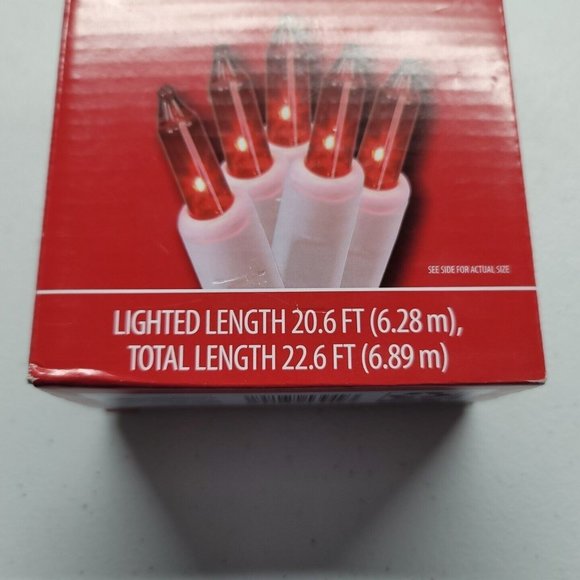 SEE SIDE FOR ACTUAL SIZE
LIGHTED LENGTH 20.6 FT (6.28 m),
TOTAL LENGTH 22.6 FT (6.89 m)